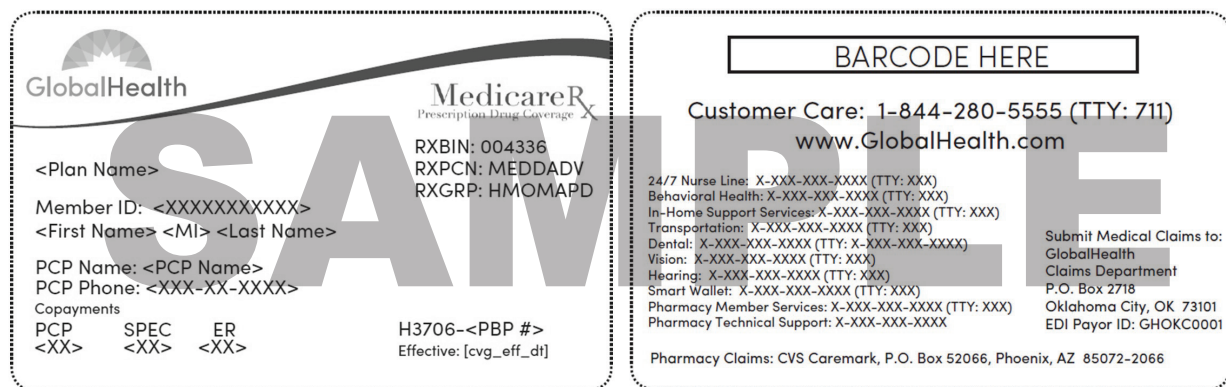 GlobalHealth
MedicareRx
Prescription Drug Coverage
RXBIN: 004336
RXPCN: MEDDADV
RXGRP: HMOMAPD
<Plan Name>
Member ID: <XXXXXXXXXXX>
<First Name> <MI> <Last Name>
PCP Name: <PCP Name>
PCP Phone: <XXX-XX-XXXX>
Copayments
PCP SPEC ER
<XX> <XX> <XX>
H3706-<PBP #>
Effective: [cvg_eff_dt]
SAMPLE
BARCODE HERE
Customer Care: 1-844-280-5555 (TTY: 711)
www.GlobalHealth.com
24/7 Nurse Line: X-XXX-XXX-XXXX (TTY: XXX)
Behavioral Health: X-XXX-XXX-XXXX (TTY: XXX)
In-Home Support Services: X-XXX-XXX-XXXX (TTY: XXX)
Transportation: X-XXX-XXX-XXXX (TTY: XXX)
Dental: X-XXX-XXX-XXXX (TTY: X-XXX-XXX-XXXX)
Vision: X-XXX-XXX-XXXX (TTY: XXX)
Hearing: X-XXX-XXX-XXXX (TTY: XXX)
Smart Wallet: X-XXX-XXX-XXXX (TTY: XXX)
Pharmacy Member Services: X-XXX-XXX-XXXX (TTY: XXX)
Pharmacy Technical Support: X-XXX-XXX-XXXX
Submit Medical Claims to:
GlobalHealth
Claims Department
P.O. Box 2718
Oklahoma City, OK 73101
EDI Payor ID: GHOKC0001
Pharmacy Claims: CVS Caremark, P.O. Box 52066, Phoenix, AZ 85072-2066